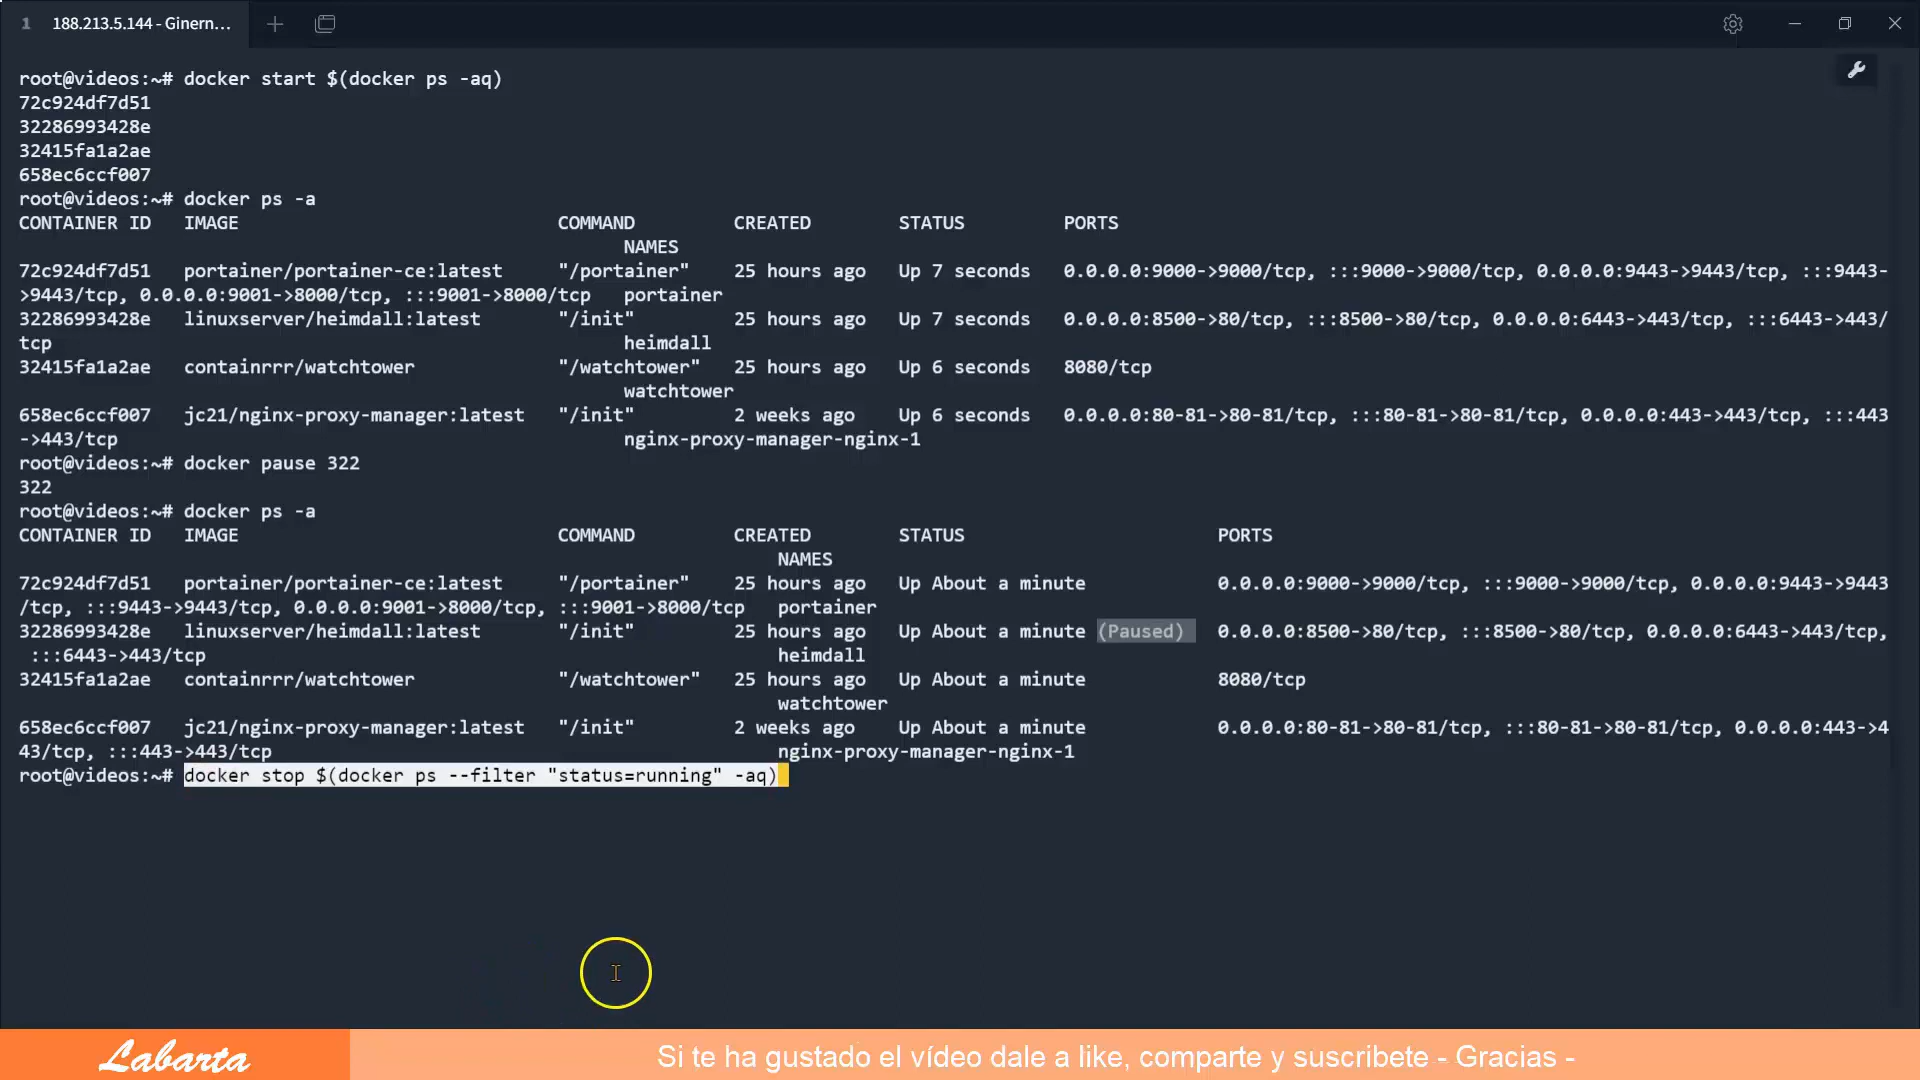 1 188.213.5.144 - Ginern...
root@videos:~# docker start $(docker ps -aq)
72c924df7d51
32286993428e
32415fa1a2ae
658ec6ccf007
root@videos:~# docker ps -a
CONTAINER ID IMAGE COMMAND CREATED STATUS PORTS
NAMES
72c924df7d51 portainer/portainer-ce:latest "/portainer" 25 hours ago Up 7 seconds 0.0.0.0:9000->9000/tcp, :::9000->9000/tcp, 0.0.0.0:9443->9443/tcp, :::9443-
>9443/tcp, 0.0.0.0:9001->8000/tcp, :::9001->8000/tcp portainer
32286993428e linuxserver/heimdall:latest "/init" 25 hours ago Up 7 seconds 0.0.0.0:8500->80/tcp, :::8500->80/tcp, 0.0.0.0:6443->443/tcp, :::6443->443/
tcp heimdall
32415fa1a2ae containrrr/watchtower "/watchtower" 25 hours ago Up 6 seconds 8080/tcp
watchtower
658ec6ccf007 jc21/nginx-proxy-manager:latest "/init" 2 weeks ago Up 6 seconds 0.0.0.0:80-81->80-81/tcp, :::80-81->80-81/tcp, 0.0.0.0:443->443/tcp, :::443
->443/tcp nginx-proxy-manager-nginx-1
root@videos:~# docker pause 322
322
root@videos:~# docker ps -a
CONTAINER ID IMAGE COMMAND CREATED STATUS PORTS
NAMES
72c924df7d51 portainer/portainer-ce:latest "/portainer" 25 hours ago Up About a minute 0.0.0.0:9000->9000/tcp, :::9000->9000/tcp, 0.0.0.0:9443->9443
/tcp, :::9443->9443/tcp, 0.0.0.0:9001->8000/tcp, :::9001->8000/tcp portainer
32286993428e linuxserver/heimdall:latest "/init" 25 hours ago Up About a minute (Paused) 0.0.0.0:8500->80/tcp, :::8500->80/tcp, 0.0.0.0:6443->443/tcp,
:::6443->443/tcp heimdall
32415fa1a2ae containrrr/watchtower "/watchtower" 25 hours ago Up About a minute 8080/tcp
watchtower
658ec6ccf007 jc21/nginx-proxy-manager:latest "/init" 2 weeks ago Up About a minute 0.0.0.0:80-81->80-81/tcp, :::80-81->80-81/tcp, 0.0.0.0:443->4
43/tcp, :::443->443/tcp nginx-proxy-manager-nginx-1
root@videos:~# docker stop $(docker ps --filter "status=running" -aq)
Labarta
Si te ha gustado el vídeo dale a like, comparte y suscribete - Gracias -